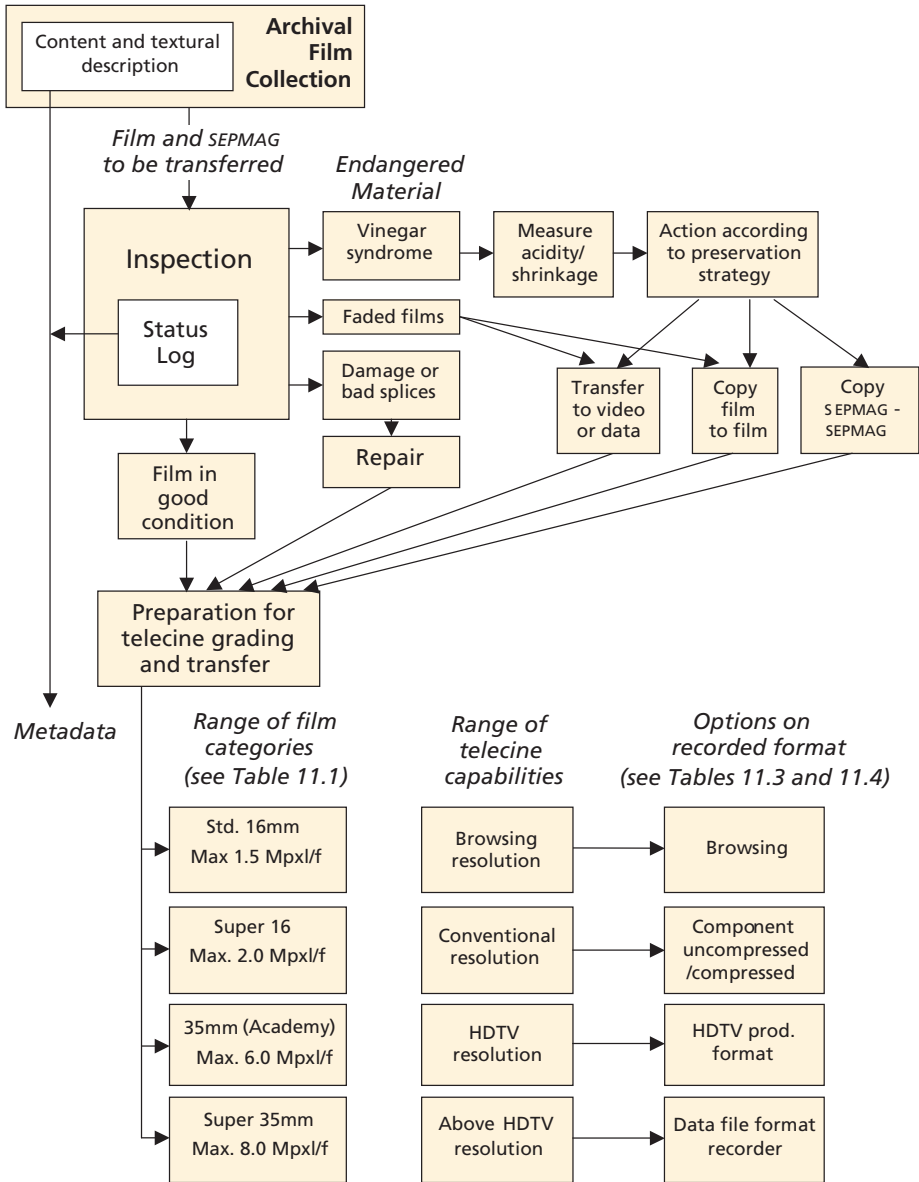 Content and textural
description
Archival
Film
Collection
Film and SEPMAG
to be transferred
Endangered
Material
Inspection
Status
Log
Vinegar
syndrome
Measure
acidity/
shrinkage
Action according
to preservation
strategy
Faded films
Damage or
bad splices
Repair
Transfer
to video
or data
Copy
film
to film
Copy
SEPMAG -
SEPMAG
Film in
good
condition
Preparation for
telecine grading
and transfer
Metadata
Range of film
categories
(see Table 11.1)
Range of
telecine
capabilities
Options on
recorded format
(see Tables 11.3 and 11.4)
Std. 16mm
Max 1.5 Mpxl/f
Browsing
resolution
Browsing
Super 16
Max. 2.0 Mpxl/f
Conventional
resolution
Component
uncompressed
/compressed
35mm (Academy)
Max. 6.0 Mpxl/f
HDTV
resolution
HDTV prod.
format
Super 35mm
Max. 8.0 Mpxl/f
Above HDTV
resolution
Data file format
recorder